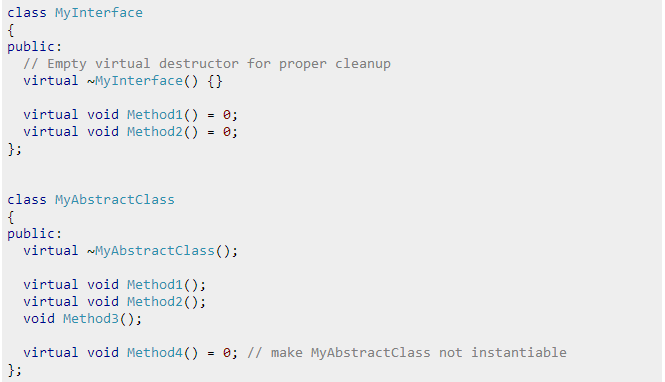 class MyInterface
{
public:
  // Empty virtual destructor for proper cleanup
  virtual ~MyInterface() {}
  virtual void Method1() = 0;
  virtual void Method2() = 0;
};
class MyAbstractClass
{
public:
  virtual ~MyAbstractClass();
  virtual void Method1();
  virtual void Method2();
  void Method3();
  virtual void Method4() = 0; // make MyAbstractClass not instantiable
};